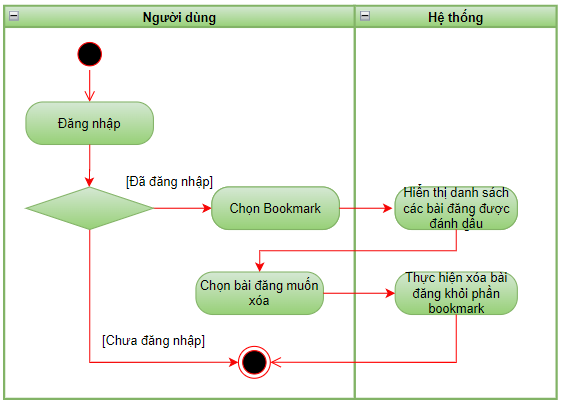 Người dùng
Hệ thống
Đăng nhập
[Đã đăng nhập]
Chọn Bookmark
Hiển thị danh sách
các bài đăng được
đánh dấu
Chọn bài đăng muốn
xóa
Thực hiện xóa bài
đăng khỏi phần
bookmark
[Chưa đăng nhập]